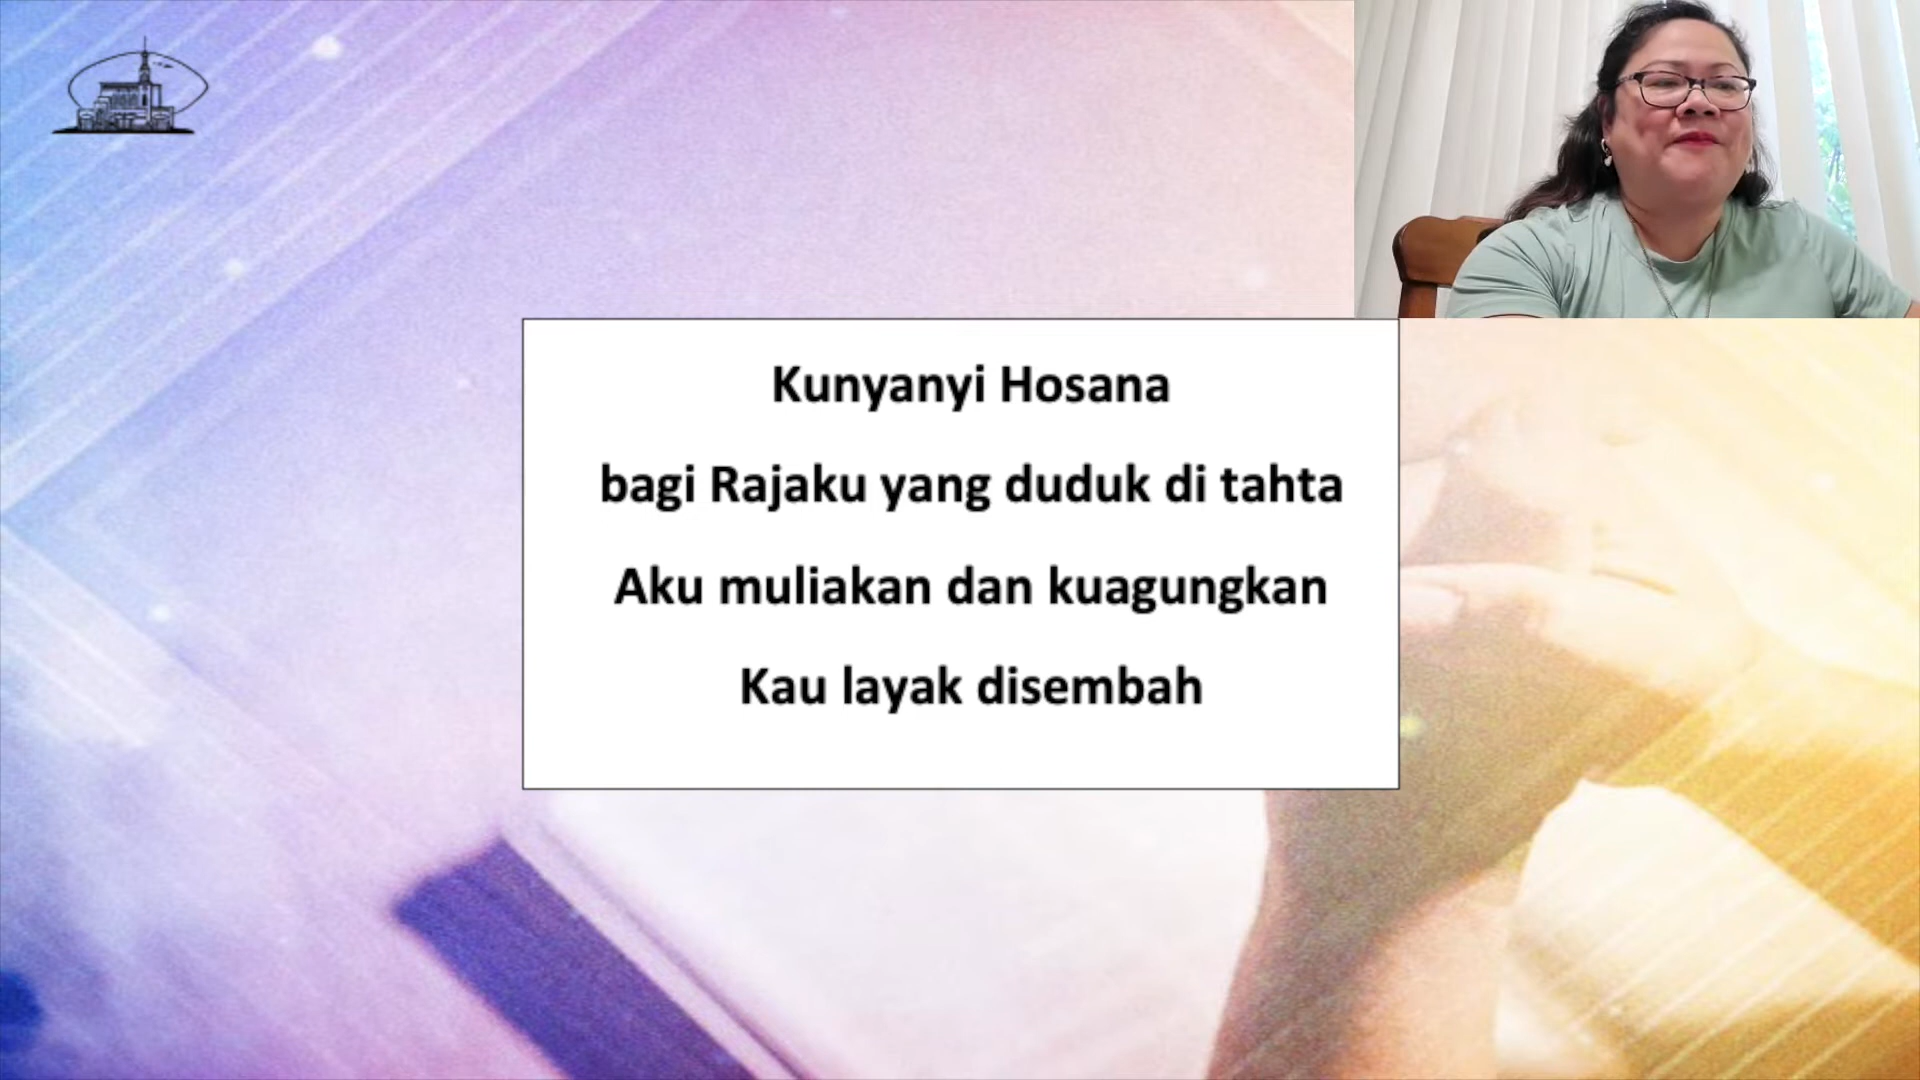 Kunyanyi Hosana
bagi Rajaku yang duduk di tahta
Aku muliakan dan kuagungkan
Kau layak disembah